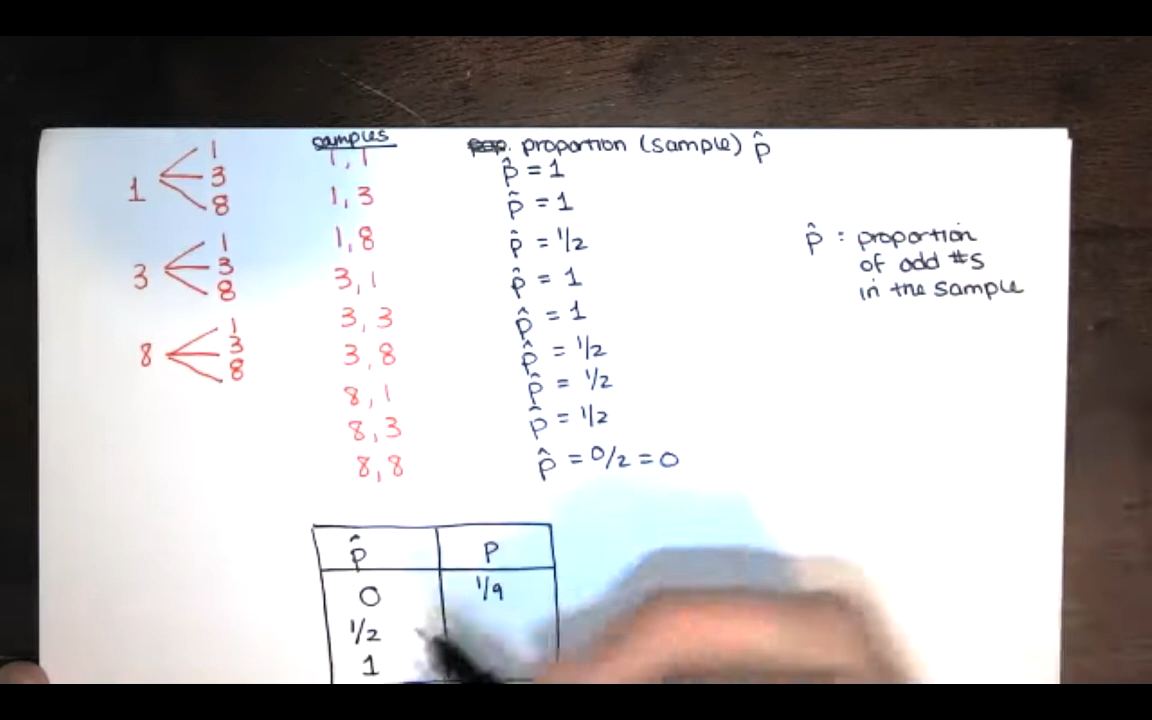 samples proportion (sample) p̂
1 1 3 8 1, 1 p̂ = 1
1, 3 p̂ = 1
1, 8 p̂ = 1/2
3 1 3 8 3, 1 p̂ = 1
3, 3 p̂ = 1
3, 8 p̂ = 1/2
8 1 3 8 8, 1 p̂ = 1/2
8, 3 p̂ = 1/2
8, 8 p̂ = 0/2 = 0
p̂ : proportion
of odd #s
in the sample
p̂ P
0 1/9
1/2
1